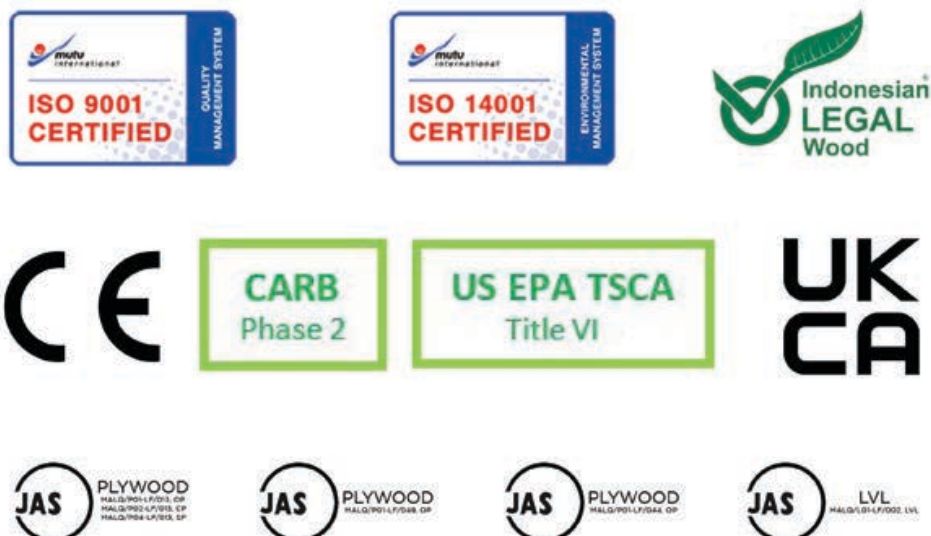 mutu
international
ISO 9001
CERTIFIED
QUALITY
MANAGEMENT SYSTEM
mutu
international
ISO 14001
CERTIFIED
ENVIRONMENTAL
MANAGEMENT SYSTEM
Indonesian
LEGAL
Wood
CE
CARB
Phase 2
US EPA TSCA
Title VI
UK
CA
JAS
PLYWOOD
JAS
PLYWOOD
JAS
PLYWOOD
JAS
LVL